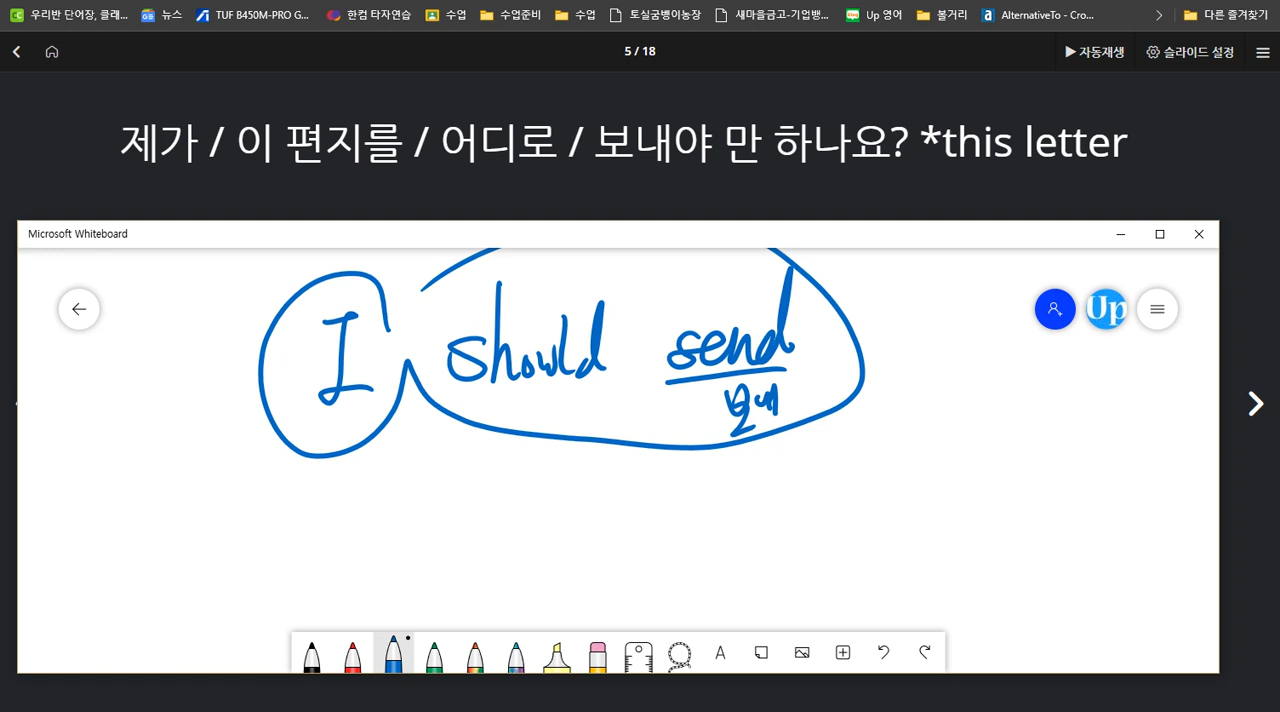 우리반 단어장, 클래... 뉴스 TUF B450M-PRO G... 한컴 타자연습 수업 수업준비 수업 토실궁뱅이농장 새마을금고-기업뱅... Up 영어 볼거리 AlternativeTo - Cro... 다른 즐겨찾기
5 / 18
자동재생 슬라이드 설정
제가 / 이 편지를 / 어디로 / 보내야 만 하나요? *this letter
Microsoft Whiteboard
Up
I should send
보내